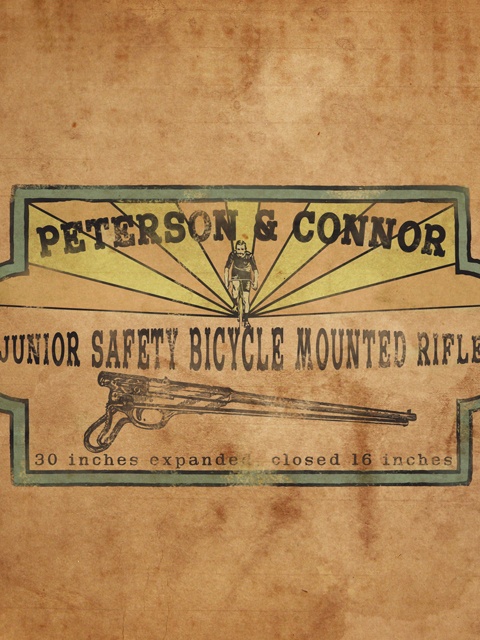 PETERSON & CONNOR
JUNIOR SAFETY BICYCLE MOUNTED RIFLE
30 inches expanded closed 16 inches